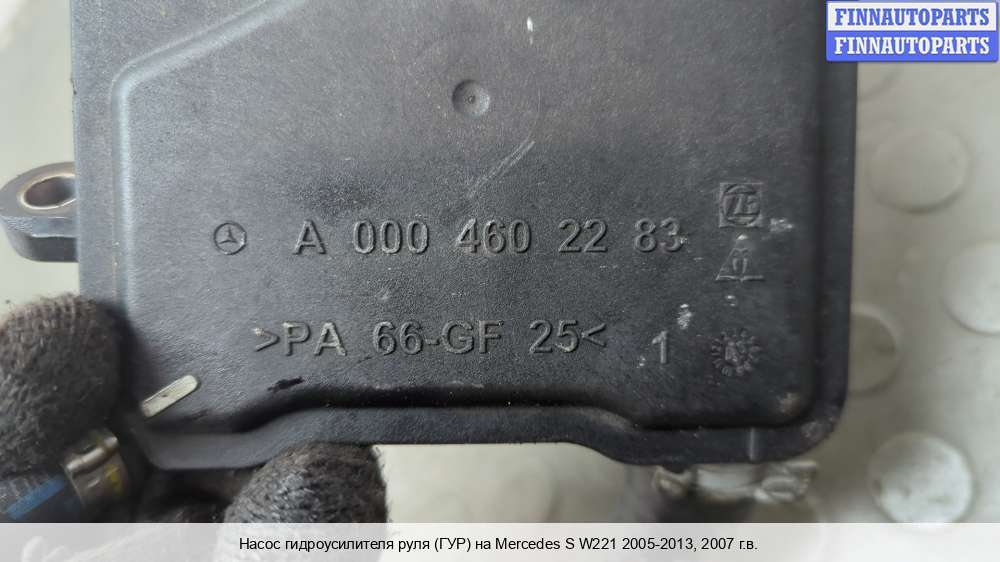 FINNAUTOPARTS
FINNAUTOPARTS
A 000 460 22 83
ZF
>PA 66-GF 25< 1
Насос гидроусилителя руля (ГУР) на Mercedes S W221 2005-2013, 2007 г.в.